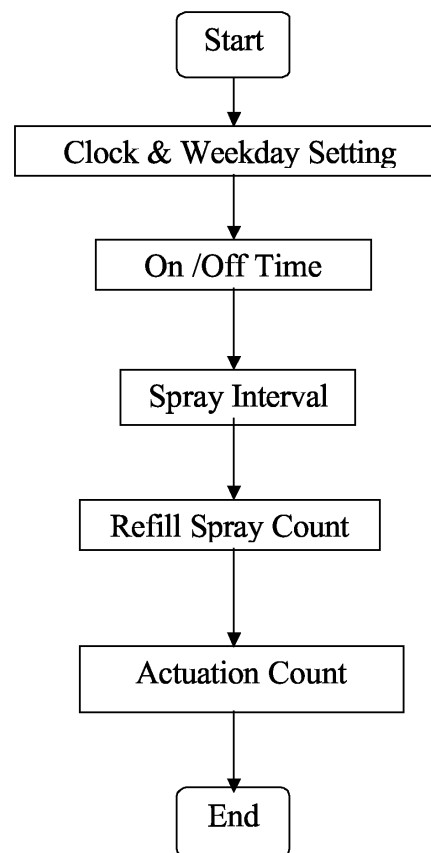 Start
Clock & Weekday Setting
On /Off Time
Spray Interval
Refill Spray Count
Actuation Count
End